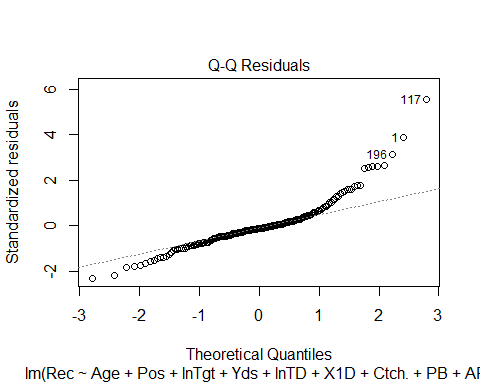 Q-Q Residuals
Standardized residuals
6
4
2
0
-2
117
1
196
-3 -2 -1 0 1 2 3
Theoretical Quantiles
lm(Rec ~ Age + Pos + lnTgt + Yds + lnTD + X1D + Ctch. + PB + AP